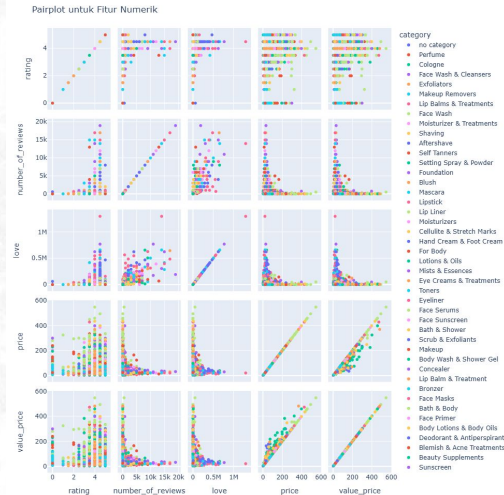 Pairplot untuk Fitur Numerik
category
no category
Perfume
Cologne
Face Wash & Cleansers
Exfoliators
Makeup Removers
Lip Balms & Treatments
Face Wash
Moisturizer & Treatments
Shaving
Aftershave
Self Tanners
Setting Spray & Powder
Foundation
Blush
Mascara
Lipstick
Lip Liner
Moisturizers
Cellulite & Stretch Marks
Hand Cream & Foot Cream
For Body
Lotions & Oils
Mists & Essences
Eye Creams & Treatments
Toners
Eyeliner
Face Serums
Face Sunscreen
Bath & Shower
Scrub & Exfoliants
Makeup
Body Wash & Shower Gel
Concealer
Lip Balm & Treatment
Bronzer
Face Masks
Bath & Body
Face Primer
Body Lotions & Body Oils
Deodorant & Antiperspirant
Blemish & Acne Treatments
Beauty Supplements
Sunscreen
rating
4
2
0
number_of_reviews
20k
15k
10k
5k
0
love
1M
0.5M
0
price
600
400
200
0
value_price
600
400
200
0
0 2 4
0 5k 10k 15k 20k
0 0.5M 1M
0 200 400 600
0 200 400 600
rating number_of_reviews love price value_price